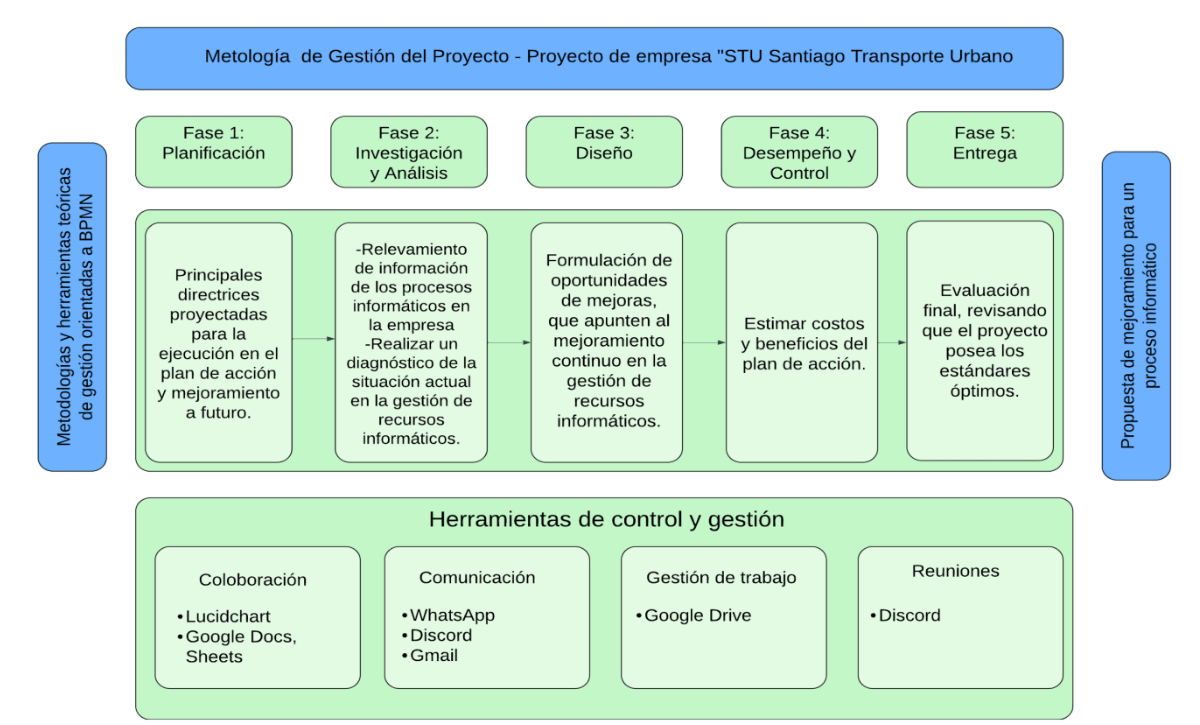 Metología  de Gestión del Proyecto - Proyecto de empresa "STU Santiago Transporte Urbano
Metodologías y herramientas teóricas
de gestión orientadas a BPMN
Fase 1:
Planificación
Fase 2:
Investigación
y Análisis
Fase 3:
Diseño
Fase 4:
Desempeño y
Control
Fase 5:
Entrega
Principales
directrices
proyectadas
para la
ejecución en el
plan de acción
y mejoramiento
a futuro.
-Relevamiento
de información
de los procesos
informáticos en
la empresa
-Realizar un
diagnóstico de la
situación actual
en la gestión de
recursos
informáticos.
Formulación de
oportunidades
de mejoras,
que apunten al
mejoramiento
continuo en la
gestión de
recursos
informáticos.
Estimar costos
y beneficios del
plan de acción.
Evaluación
final, revisando
que el proyecto
posea los
estándares
óptimos.
Propuesta de mejoramiento para un
proceso informático
Herramientas de control y gestión
Coloboración
•Lucidchart
•Google Docs,
Sheets
Comunicación
•WhatsApp
•Discord
•Gmail
Gestión de trabajo
•Google Drive
Reuniones
•Discord